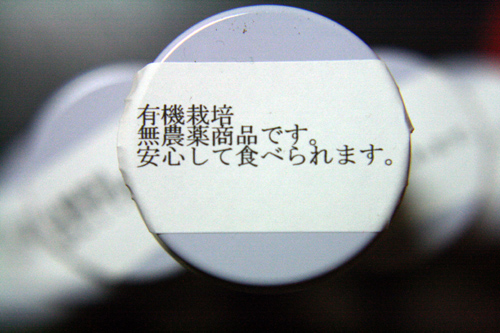 有機栽培
無農薬商品です。
安心して食べられます。